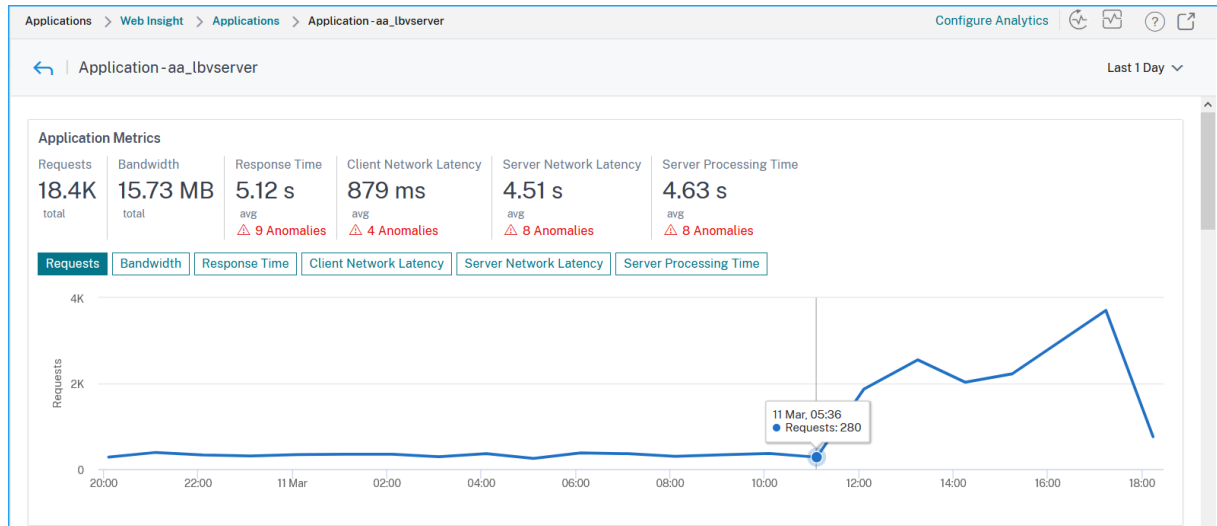 Applications > Web Insight > Applications > Application-aa_lbvserver Configure Analytics
Application-aa_lbvserver Last 1 Day
Application Metrics
Requests Bandwidth Response Time Client Network Latency Server Network Latency Server Processing Time
18.4K 15.73 MB 5.12 s 879 ms 4.51 s 4.63 s
total total avg avg avg avg
9 Anomalies 4 Anomalies 8 Anomalies 8 Anomalies
Requests Bandwidth Response Time Client Network Latency Server Network Latency Server Processing Time
4K
2K
0
Requests
11 Mar, 05:36
Requests: 280
20:00 22:00 11 Mar 02:00 04:00 06:00 08:00 10:00 12:00 14:00 16:00 18:00